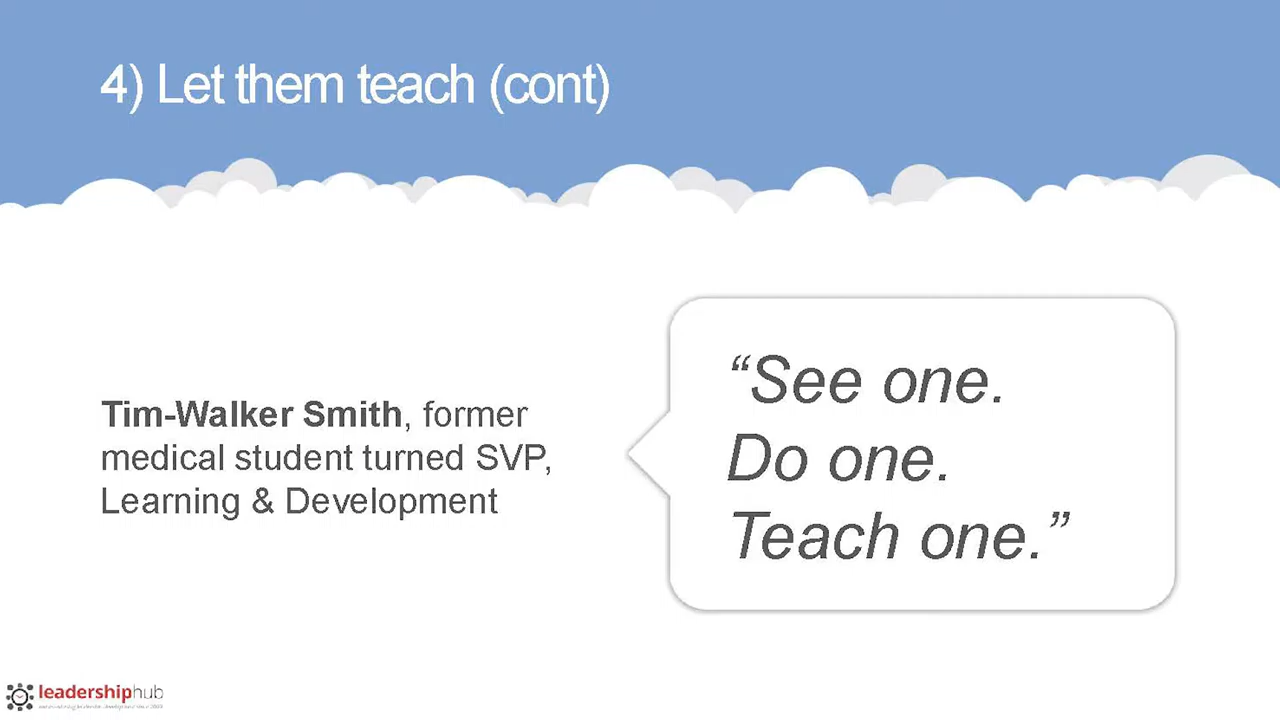 4) Let them teach (cont)
Tim-Walker Smith, former
medical student turned SVP,
Learning & Development
“See one.
Do one.
Teach one.”
leadershiphub